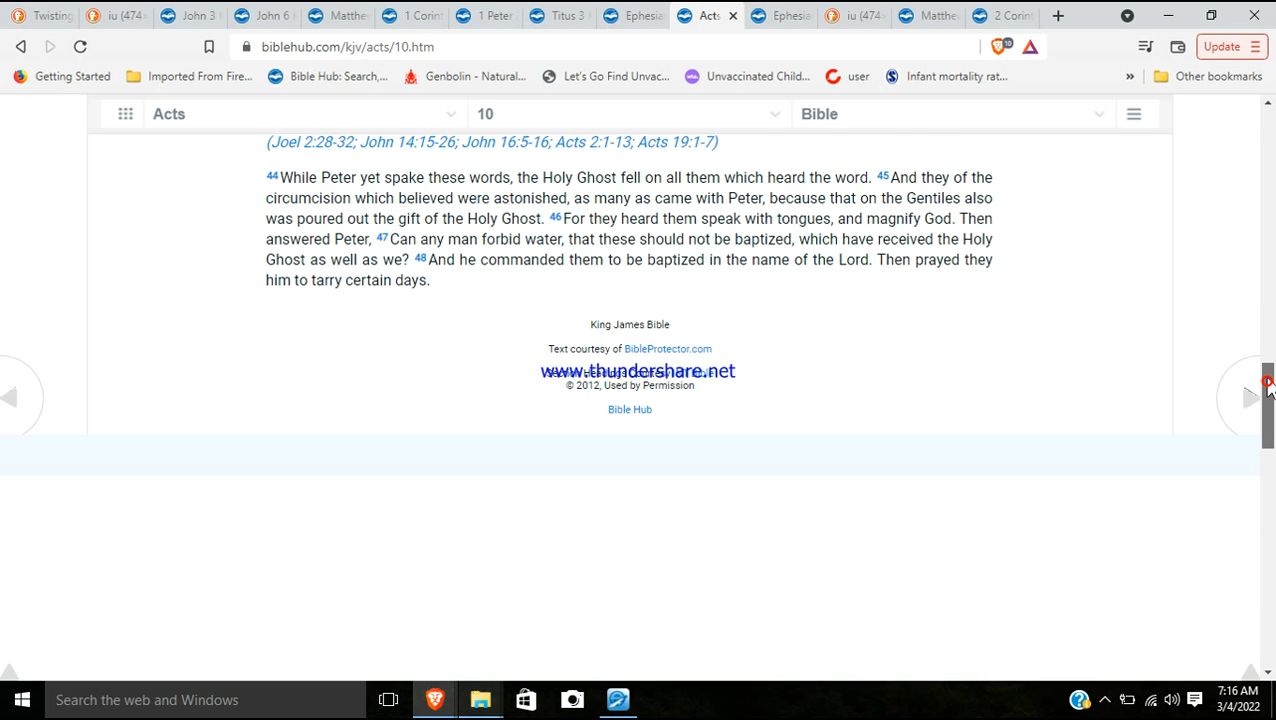 Twisting
iu (474×
John 3
John 6
Matthew
1 Corint
1 Peter
Titus 3
Ephesia
Acts
Ephesia
iu (474×
Matthew
2 Corint
biblehub.com/kjv/acts/10.htm
10
Update
Getting Started
Imported From Fire...
Bible Hub: Search,...
Genbolin - Natural...
Let's Go Find Unvac...
Unvaccinated Child...
user
Infant mortality rat...
»
Other bookmarks
Acts
10
Bible
(Joel 2:28-32; John 14:15-26; John 16:5-16; Acts 2:1-13; Acts 19:1-7)
44 While Peter yet spake these words, the Holy Ghost fell on all them which heard the word. 45 And they of the
circumcision which believed were astonished, as many as came with Peter, because that on the Gentiles also
was poured out the gift of the Holy Ghost. 46 For they heard them speak with tongues, and magnify God. Then
answered Peter, 47 Can any man forbid water, that these should not be baptized, which have received the Holy
Ghost as well as we? 48 And he commanded them to be baptized in the name of the Lord. Then prayed they
him to tarry certain days.
King James Bible
Text courtesy of BibleProtector.com
www.thundershare.net
Section Headings Courtesy
© 2012, Used by Permission
Bible Hub
Search the web and Windows
7:16 AM
3/4/2022